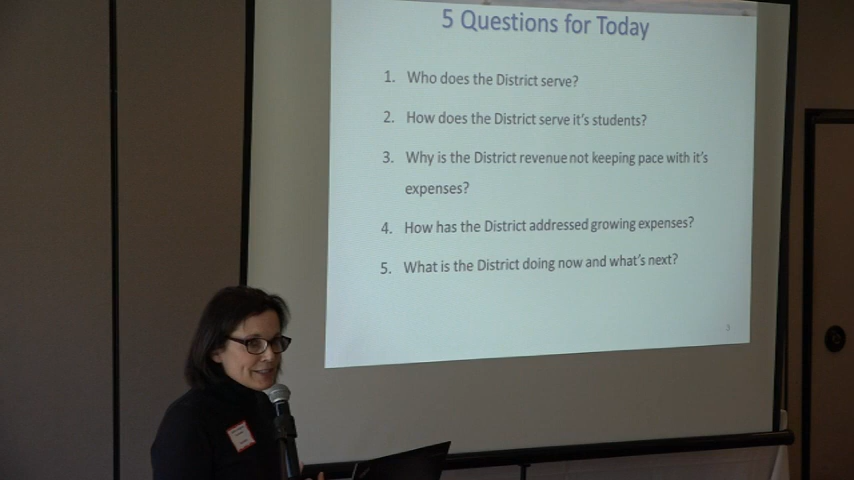 5 Questions for Today
1. Who does the District serve?
2. How does the District serve it's students?
3. Why is the District revenue not keeping pace with it's
expenses?
4. How has the District addressed growing expenses?
5. What is the District doing now and what's next?
3